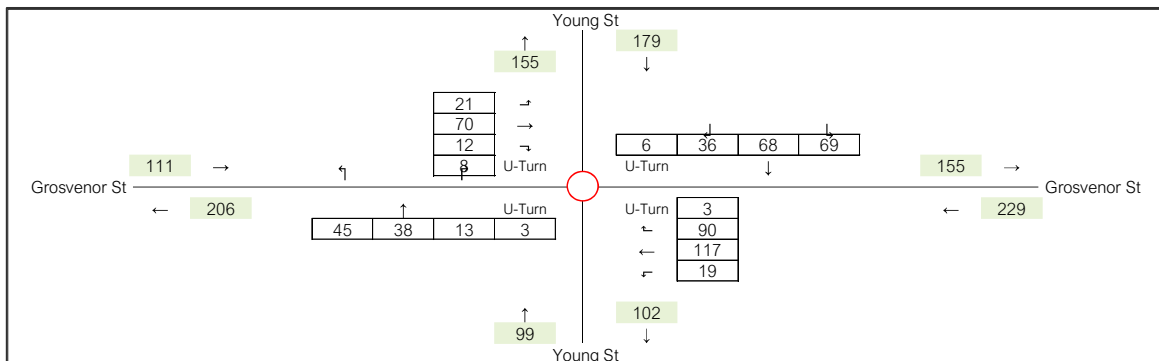 Young St
↑ 179
155 ↓
21 ⬏
70 → ↲ ↳
12 ⬎ 6 36 68 69
111 → ↰ 8 ↱ U-Turn U-Turn ↓ 155 →
Grosvenor St Grosvenor St
← 206 ↑ U-Turn U-Turn 3 ← 229
45 38 13 3 ⬑ 90
← 117
⬐ 19
↑ 102
99 ↓
Young St